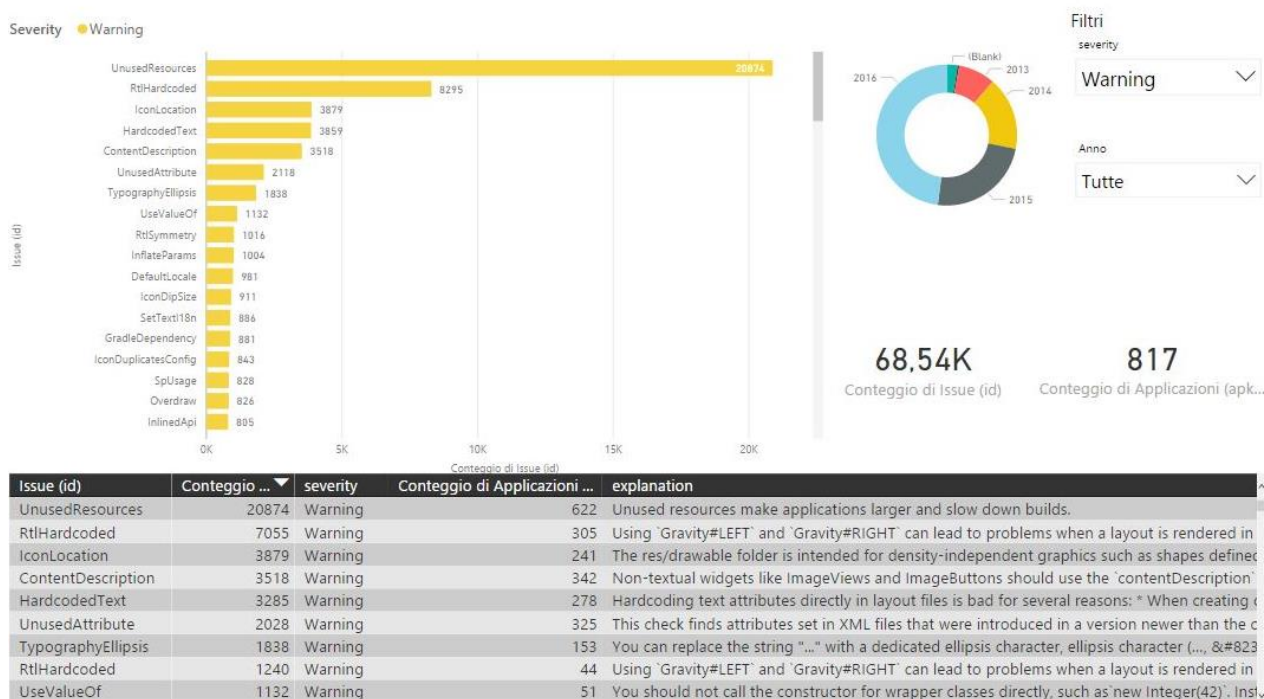 Severity Warning
UnusedResources 20874
RtlHardcoded 8295
IconLocation 3879
HardcodedText 3859
ContentDescription 3518
UnusedAttribute 2118
TypographyEllipsis 1838
UseValueOf 1132
RtlSymmetry 1016
InflateParams 1004
DefaultLocale 981
IconDipSize 911
SetTextI18n 886
GradleDependency 881
IconDuplicatesConfig 843
SpUsage 828
Overdraw 826
InlinedApi 805
Issue (id)
0K 5K 10K 15K 20K
Conteggio di Issue (id)
(Blank)
2013
2014
2015
2016
Filtri
severity
Warning
Anno
Tutte
68,54K
Conteggio di Issue (id)
817
Conteggio di Applicazioni (apk...
Issue (id) Conteggio ... severity Conteggio di Applicazioni ... explanation
UnusedResources 20874 Warning 622 Unused resources make applications larger and slow down builds.
RtlHardcoded 7055 Warning 305 Using `Gravity#LEFT` and `Gravity#RIGHT` can lead to problems when a layout is rendered in
IconLocation 3879 Warning 241 The res/drawable folder is intended for density-independent graphics such as shapes defined
ContentDescription 3518 Warning 342 Non-textual widgets like ImageViews and ImageButtons should use the `contentDescription`
HardcodedText 3285 Warning 278 Hardcoding text attributes directly in layout files is bad for several reasons: * When creating
UnusedAttribute 2028 Warning 325 This check finds attributes set in XML files that were introduced in a version newer than the
TypographyEllipsis 1838 Warning 153 You can replace the string "..." with a dedicated ellipsis character, ellipsis character (…, &#823
RtlHardcoded 1240 Warning 44 Using `Gravity#LEFT` and `Gravity#RIGHT` can lead to problems when a layout is rendered in
UseValueOf 1132 Warning 51 You should not call the constructor for wrapper classes directly, such as`new Integer(42)`. Inst